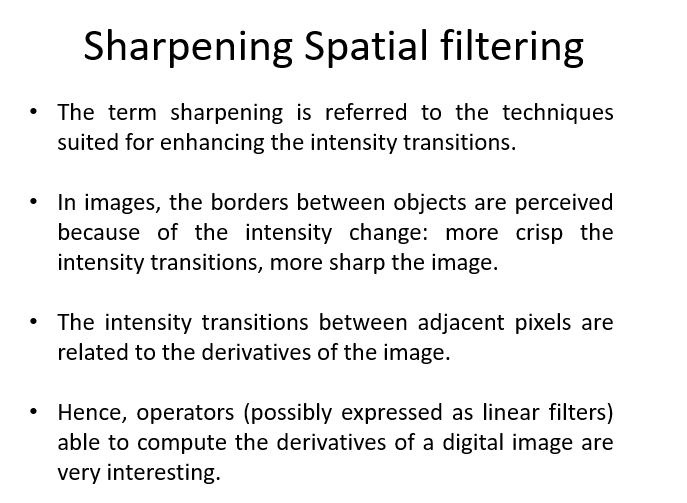 Sharpening Spatial filtering
• The term sharpening is referred to the techniques
suited for enhancing the intensity transitions.
• In images, the borders between objects are perceived
because of the intensity change: more crisp the
intensity transitions, more sharp the image.
• The intensity transitions between adjacent pixels are
related to the derivatives of the image.
• Hence, operators (possibly expressed as linear filters)
able to compute the derivatives of a digital image are
very interesting.